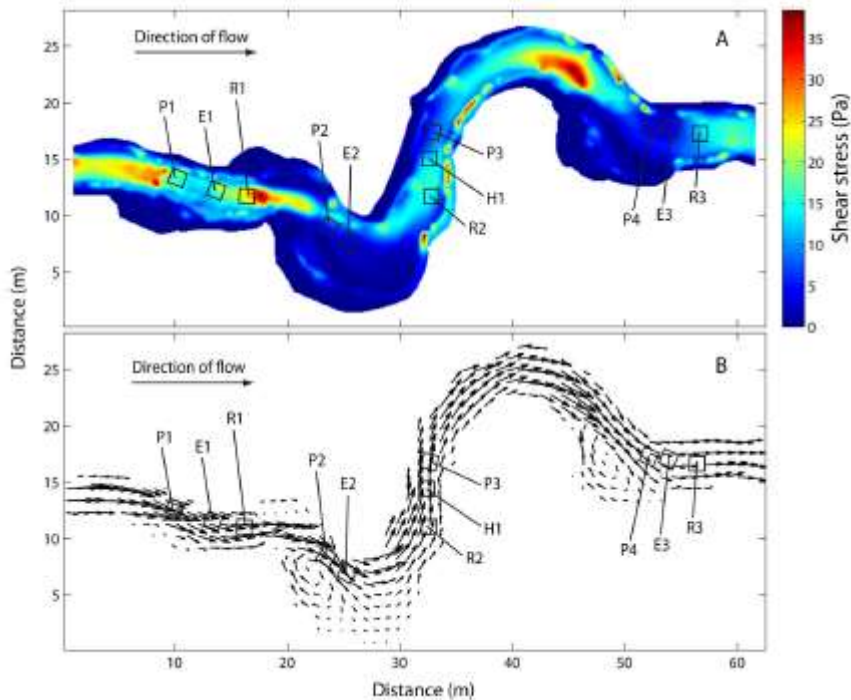 Direction of flow
A
R1
E1
P1
P2
E2
P3
H1
R2
P4
E3
R3
25
20
15
10
5
35
30
25
20
15
10
5
0
Shear stress (Pa)
Distance (m)
Direction of flow
B
R1
E1
P1
P2
E2
P3
H1
R2
P4
E3
R3
25
20
15
10
5
10
20
30
40
50
60
Distance (m)